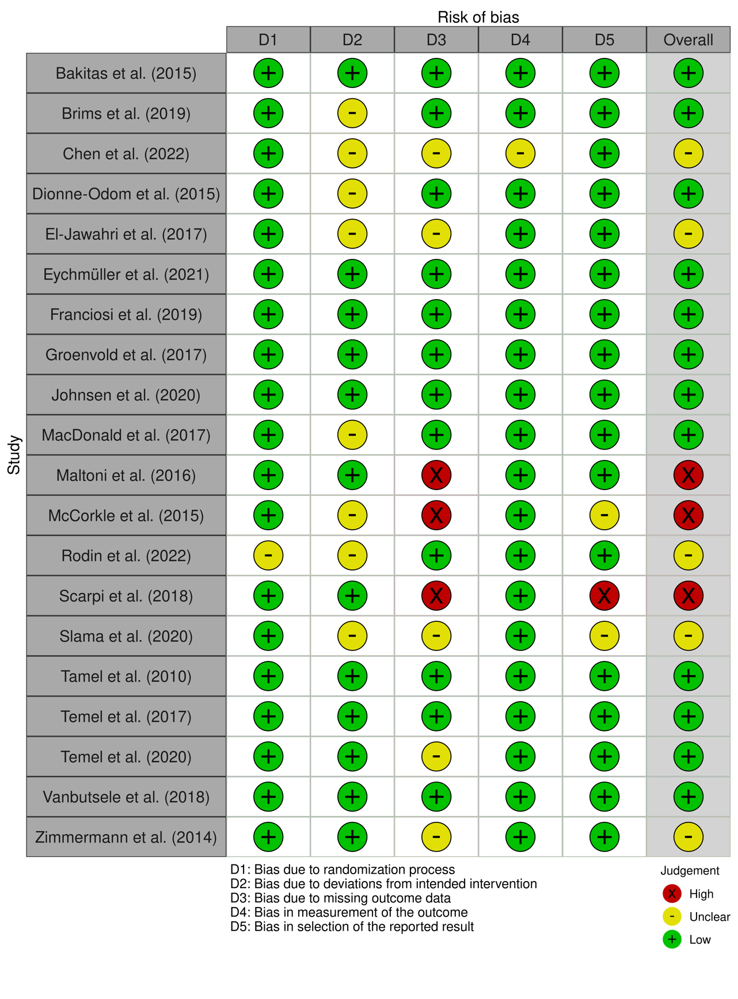 Risk of bias
D1 D2 D3 D4 D5 Overall
Bakitas et al. (2015) + + + + + +
Brims et al. (2019) + - + + + +
Chen et al. (2022) + - - - + -
Dionne-Odom et al. (2015) + - + + + +
El-Jawahri et al. (2017) + - - + + -
Eychmüller et al. (2021) + + + + + +
Franciosi et al. (2019) + + + + + +
Groenvold et al. (2017) + + + + + +
Johnsen et al. (2020) + + + + + +
MacDonald et al. (2017) + - + + + +
Maltoni et al. (2016) + + X + + X
McCorkle et al. (2015) + - X + - X
Rodin et al. (2022) - - + + + -
Scarpi et al. (2018) + + X + X X
Slama et al. (2020) + - - + - -
Tamel et al. (2010) + + + + + +
Temel et al. (2017) + + + + + +
Temel et al. (2020) + + - + + +
Vanbutsele et al. (2018) + + + + + +
Zimmermann et al. (2014) + + - + + -
Study
D1: Bias due to randomization process
D2: Bias due to deviations from intended intervention
D3: Bias due to missing outcome data
D4: Bias in measurement of the outcome
D5: Bias in selection of the reported result
Judgement
X High
- Unclear
+ Low